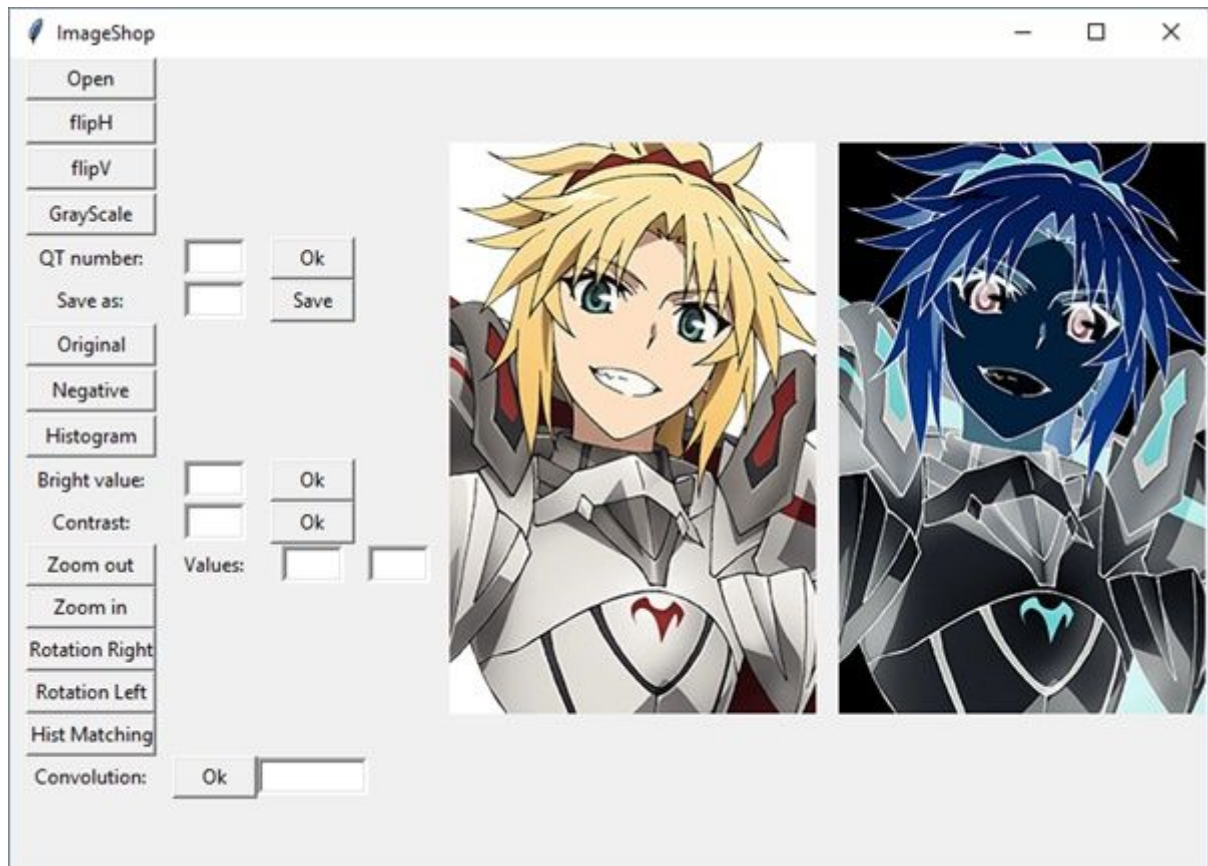 ImageShop
Open
flipH
flipV
GrayScale
QT number: Ok
Save as: Save
Original
Negative
Histogram
Bright value: Ok
Contrast: Ok
Zoom out Values:
Zoom in
Rotation Right
Rotation Left
Hist Matching
Convolution: Ok